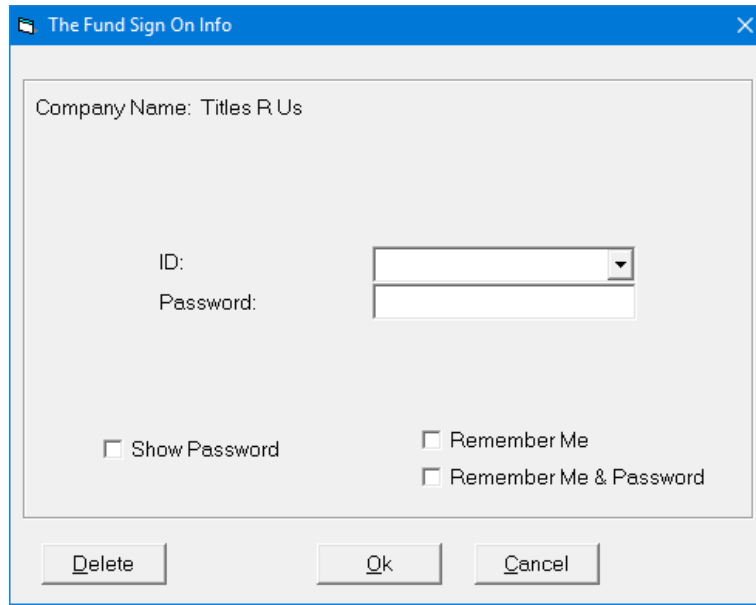 The Fund Sign On Info
Company Name: Titles R Us
ID:
Password:
Show Password
Remember Me
Remember Me & Password
Delete
Ok
Cancel